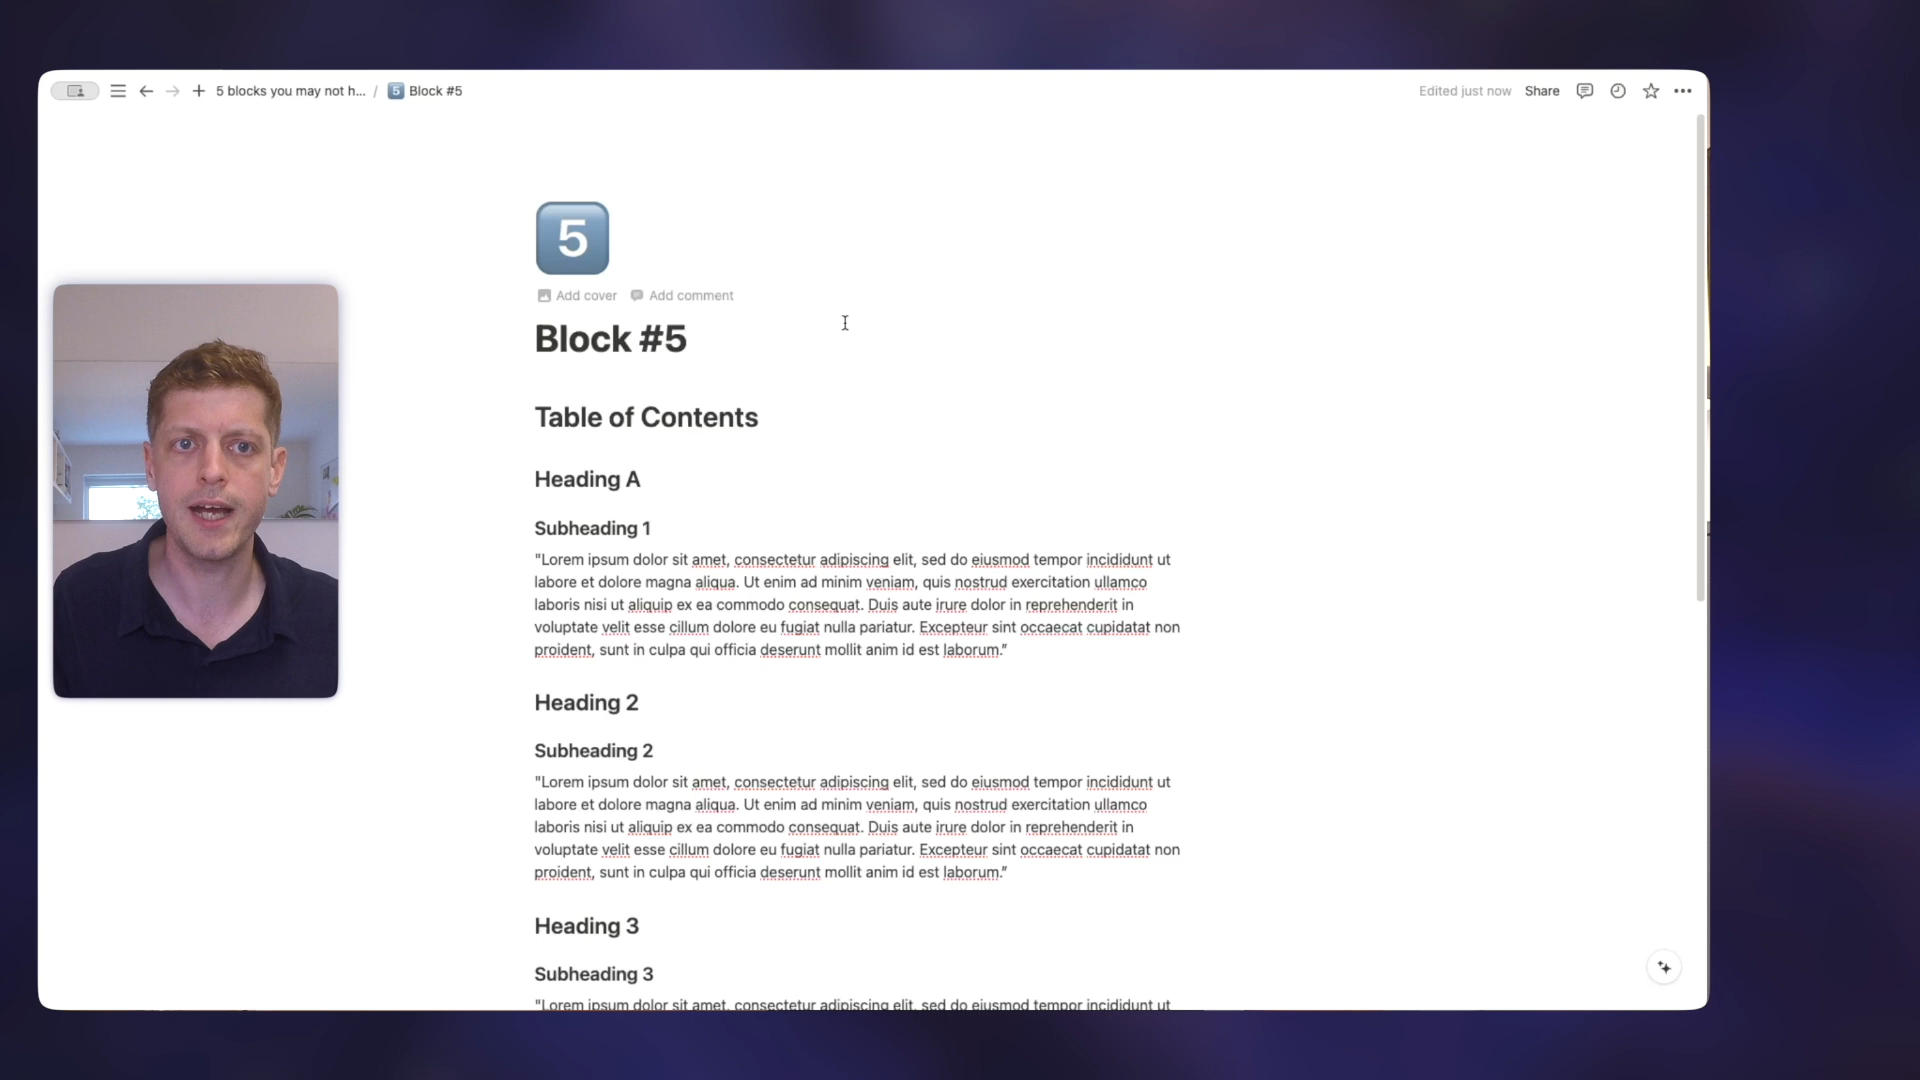 5 blocks you may not h... / 5 Block #5
Edited just now Share
5
Add cover Add comment
Block #5
Table of Contents
Heading A
Subheading 1
"Lorem ipsum dolor sit amet, consectetur adipiscing elit, sed do eiusmod tempor incididunt ut
labore et dolore magna aliqua. Ut enim ad minim veniam, quis nostrud exercitation ullamco
laboris nisi ut aliquip ex ea commodo consequat. Duis aute irure dolor in reprehenderit in
voluptate velit esse cillum dolore eu fugiat nulla pariatur. Excepteur sint occaecat cupidatat non
proident, sunt in culpa qui officia deserunt mollit anim id est laborum."
Heading 2
Subheading 2
"Lorem ipsum dolor sit amet, consectetur adipiscing elit, sed do eiusmod tempor incididunt ut
labore et dolore magna aliqua. Ut enim ad minim veniam, quis nostrud exercitation ullamco
laboris nisi ut aliquip ex ea commodo consequat. Duis aute irure dolor in reprehenderit in
voluptate velit esse cillum dolore eu fugiat nulla pariatur. Excepteur sint occaecat cupidatat non
proident, sunt in culpa qui officia deserunt mollit anim id est laborum."
Heading 3
Subheading 3
"Lorem ipsum dolor sit amet, consectetur adipiscing elit, sed do eiusmod tempor incididunt ut